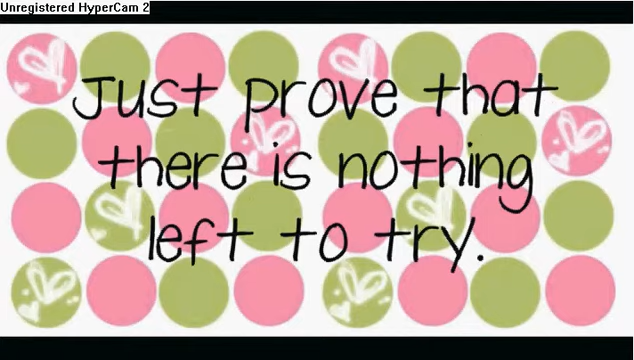 Unregistered HyperCam 2
Just prove that
there is nothing
left to try.